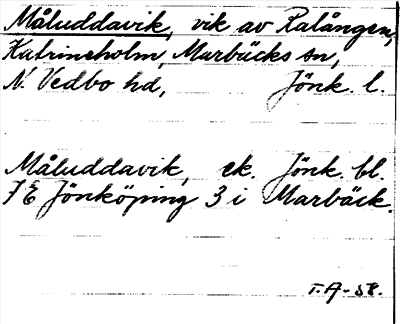 Måluddavik, vik av Ralången,
Katrineholm, Marbäcks sn,
N. Vedbo hd, Jönk. l.
Måluddavik, ek. Jönk. bl.
7E Jönköping 3 i Marbäck.
T.A-58.